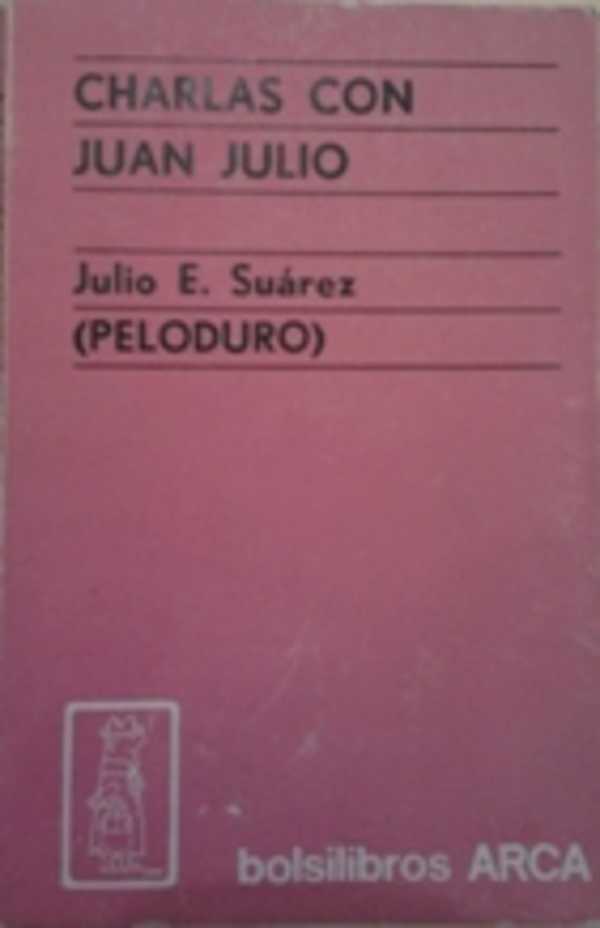 CHARLAS CON
JUAN JULIO
Julio E. Suárez
(PELODURO)
bolsilibros ARCA